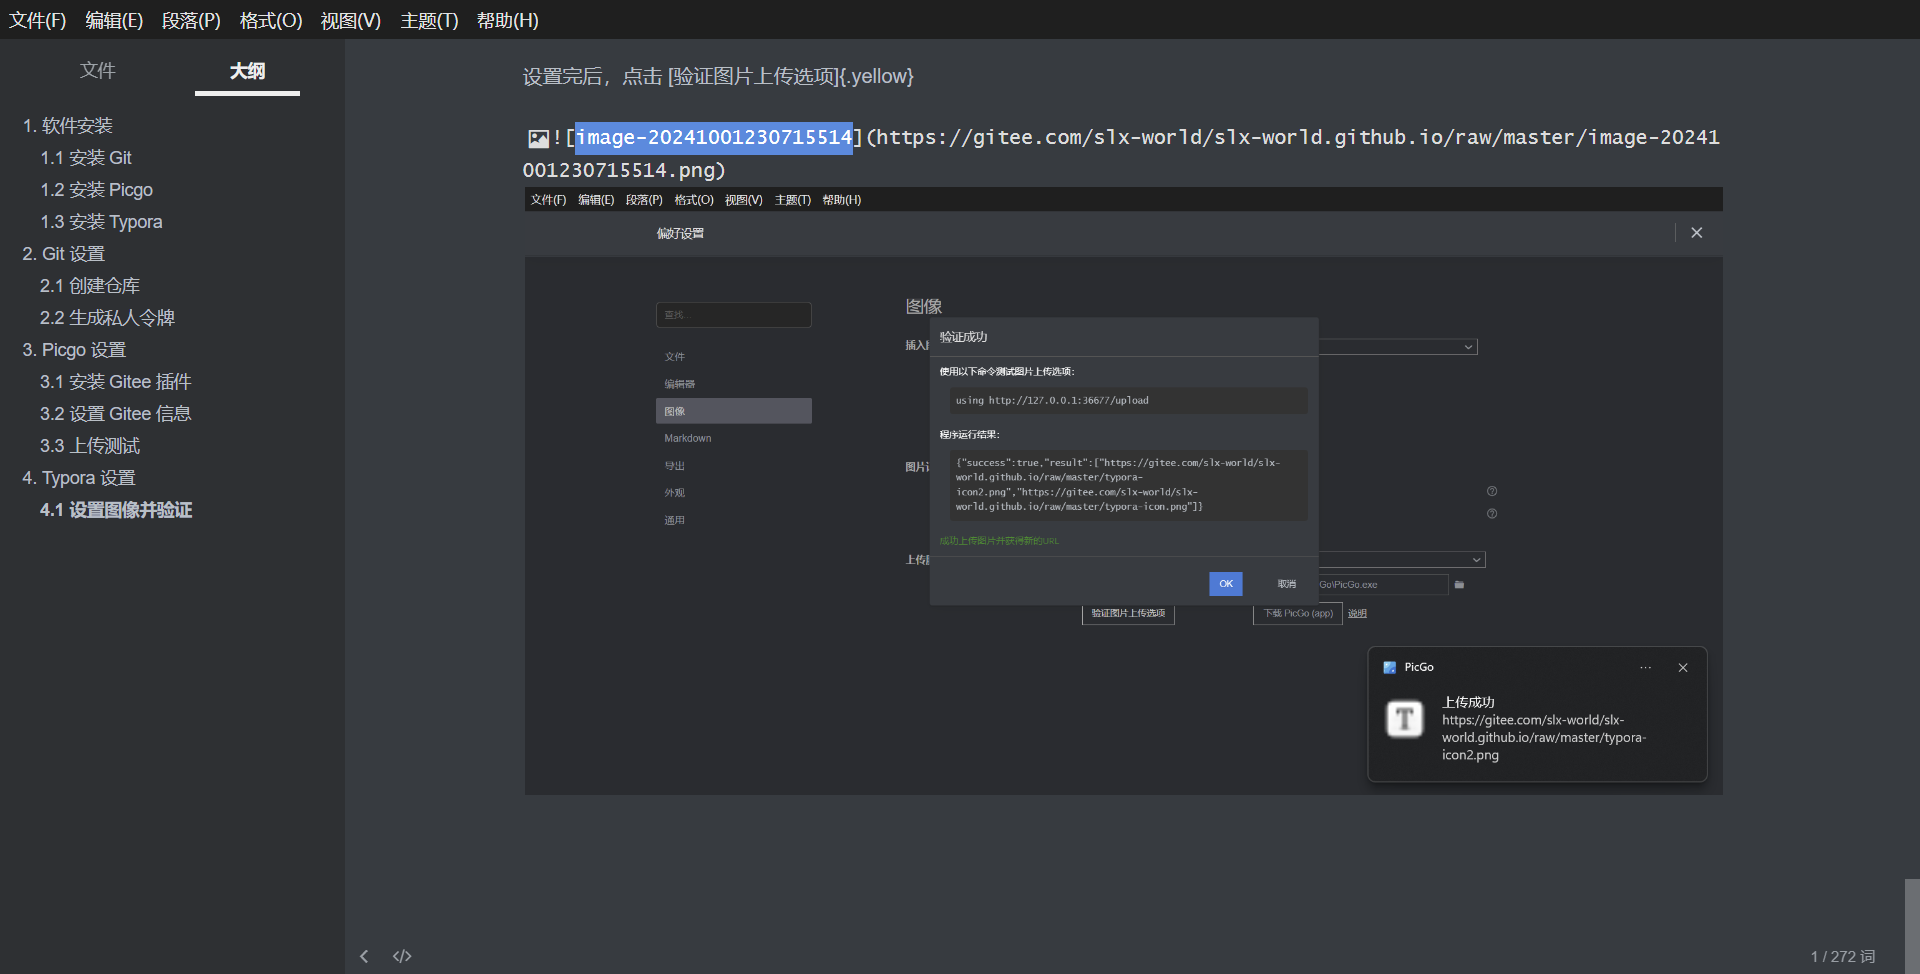 文件(F) 编辑(E) 段落(P) 格式(O) 视图(V) 主题(T) 帮助(H)
文件 大纲
1. 软件安装
1.1 安装 Git
1.2 安装 Picgo
1.3 安装 Typora
2. Git 设置
2.1 创建仓库
2.2 生成私人令牌
3. Picgo 设置
3.1 安装 Gitee 插件
3.2 设置 Gitee 信息
3.3 上传测试
4. Typora 设置
4.1 设置图像并验证
设置完后，点击 [验证图片上传选项]{.yellow}
![image-20241001230715514](https://gitee.com/slx-world/slx-world.github.io/raw/master/image-20241
001230715514.png)
文件(F) 编辑(E) 段落(P) 格式(O) 视图(V) 主题(T) 帮助(H)
偏好设置
查找
文件
编辑器
图像
Markdown
导出
外观
通用
图像
插入
图片
上传
验证成功
使用以下命令测试图片上传选项:
using http://127.0.0.1:36677/upload
程序运行结果:
{"success":true,"result":["https://gitee.com/slx-world/slx-
world.github.io/raw/master/typora-
icon2.png","https://gitee.com/slx-world/slx-
world.github.io/raw/master/typora-icon.png"]}
成功上传图片并获得新的URL
OK 取消
Go\PicGo.exe
验证图片上传选项 下载 PicGo (app) 说明
PicGo
上传成功
https://gitee.com/slx-world/slx-
world.github.io/raw/master/typora-
icon2.png
1 / 272 词